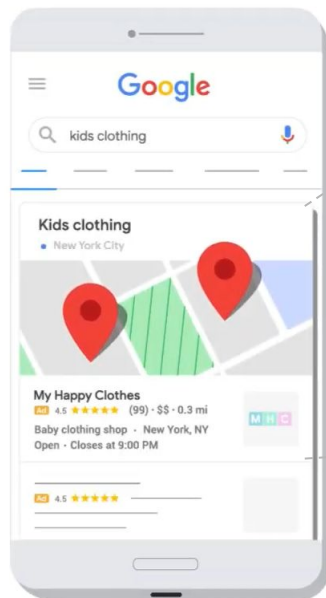 Google
kids clothing
Kids clothing
New York City
My Happy Clothes
Ad 4.5 (99) · $$ · 0.3 mi
Baby clothing shop · New York, NY
Open · Closes at 9:00 PM
MHC
Ad 4.5